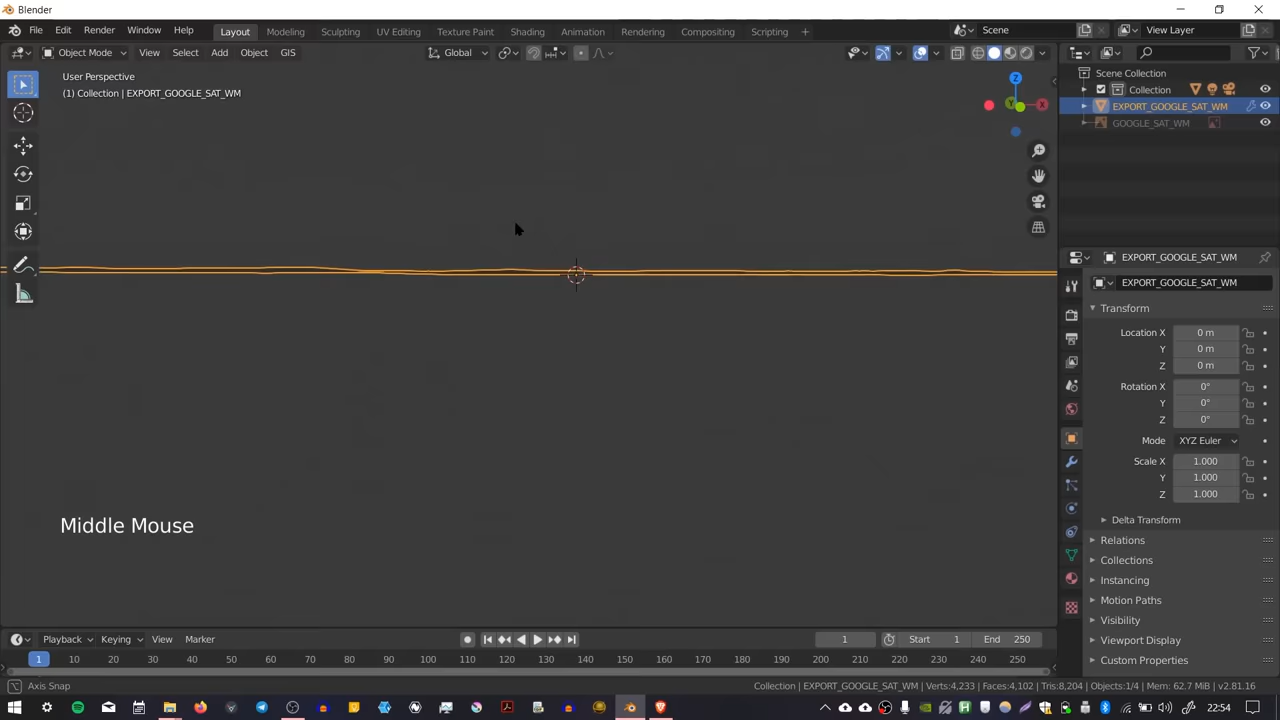 Blender
File Edit Render Window Help Layout Modeling Sculpting UV Editing Texture Paint Shading Animation Rendering Compositing Scripting + Scene View Layer
Object Mode View Select Add Object GIS Global
User Perspective
(1) Collection | EXPORT_GOOGLE_SAT_WM
Z
Y
X
Scene Collection
Collection
EXPORT_GOOGLE_SAT_WM
GOOGLE_SAT_WM
EXPORT_GOOGLE_SAT_WM
EXPORT_GOOGLE_SAT_WM
Transform
Location X 0 m
Y 0 m
Z 0 m
Rotation X 0°
Y 0°
Z 0°
Mode XYZ Euler
Scale X 1.000
Y 1.000
Z 1.000
Delta Transform
Relations
Collections
Instancing
Motion Paths
Visibility
Viewport Display
Custom Properties
Middle Mouse
Playback Keying View Marker 1 Start 1 End 250
1 10 20 30 40 50 60 70 80 90 100 110 120 130 140 150 160 170 180 190 200 210 220 230 240 250
Axis Snap
Collection | EXPORT_GOOGLE_SAT_WM | Verts:4,233 | Faces:4,102 | Tris:8,204 | Objects:1/4 | Mem: 62.7 MiB | v2.81.16
22:54